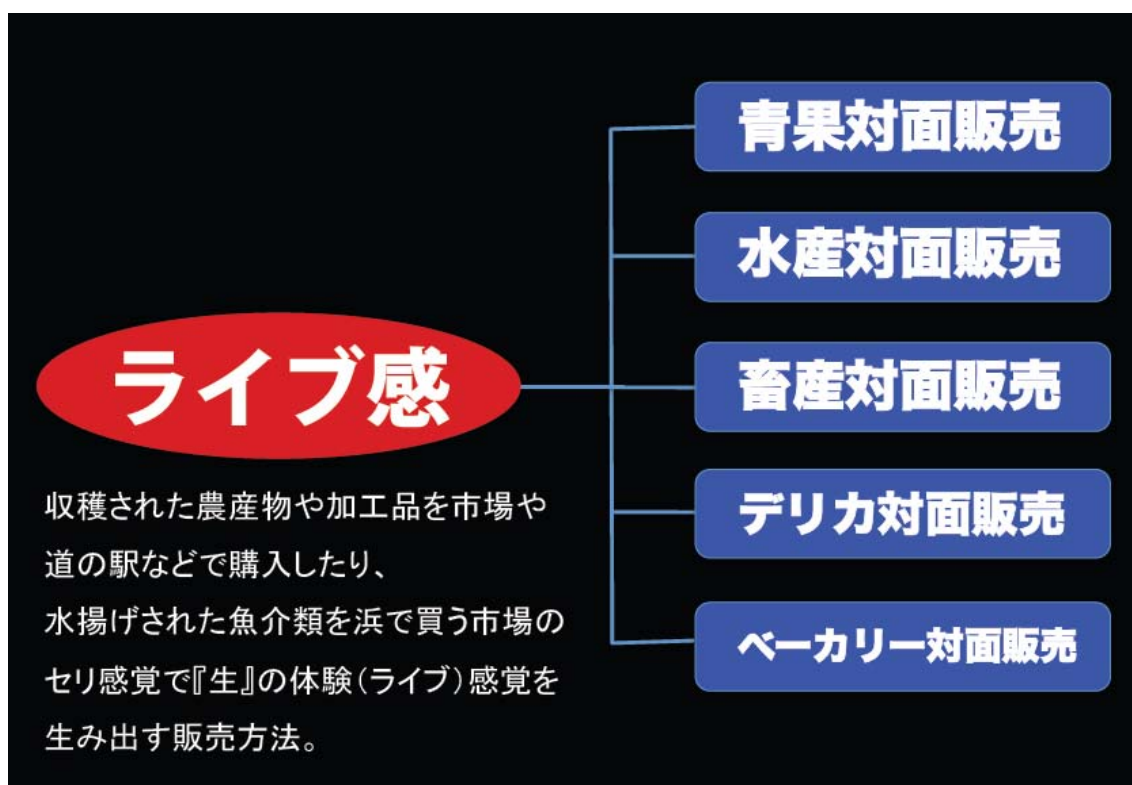 ライブ感
収穫された農産物や加工品を市場や
道の駅などで購入したり、
水揚げされた魚介類を浜で買う市場の
セリ感覚で『生』の体験(ライブ)感覚を
生み出す販売方法。
青果対面販売
水産対面販売
畜産対面販売
デリカ対面販売
ベーカリー対面販売